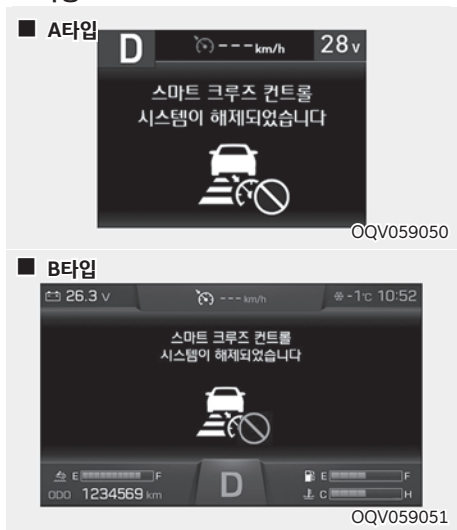 ■ A타입
D --- km/h 28 v
스마트 크루즈 컨트롤
시스템이 해제되었습니다
OQV059050
■ B타입
26.3 v --- km/h -1℃ 10:52
스마트 크루즈 컨트롤
시스템이 해제되었습니다
E F E F
ODO 1234569 km D C H
OQV059051